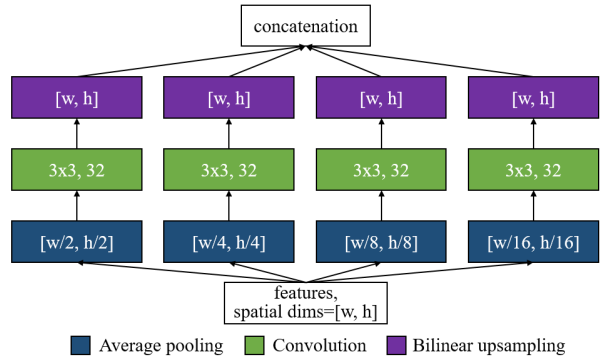 concatenation
[w, h] [w, h] [w, h] [w, h]
3x3, 32 3x3, 32 3x3, 32 3x3, 32
[w/2, h/2] [w/4, h/4] [w/8, h/8] [w/16, h/16]
features,
spatial dims=[w, h]
Average pooling Convolution Bilinear upsampling